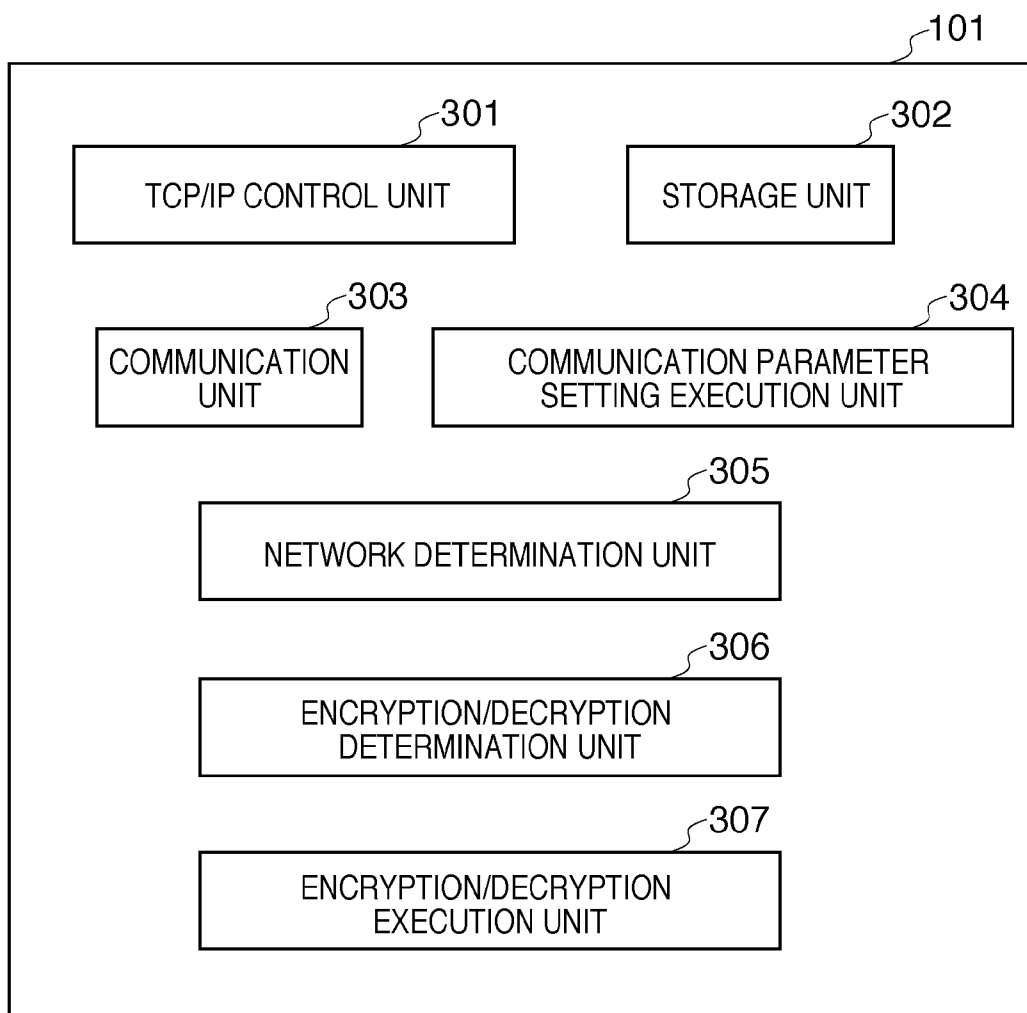 101
301
302
TCP/IP CONTROL UNIT
STORAGE UNIT
303
304
COMMUNICATION
UNIT
COMMUNICATION PARAMETER
SETTING EXECUTION UNIT
305
NETWORK DETERMINATION UNIT
306
ENCRYPTION/DECRYPTION
DETERMINATION UNIT
307
ENCRYPTION/DECRYPTION
EXECUTION UNIT